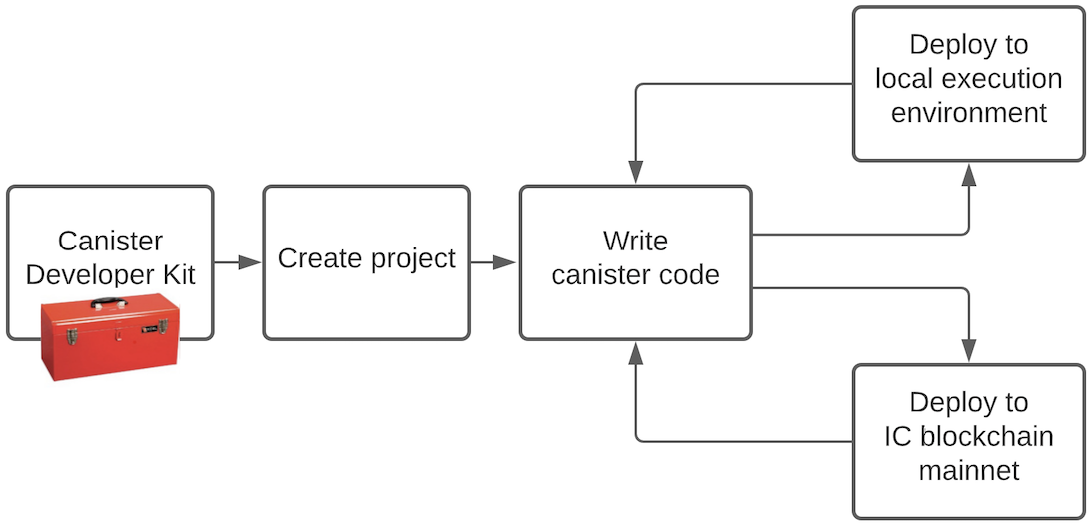 Canister
Developer Kit
Create project
Write
canister code
Deploy to
local execution
environment
Deploy to
IC blockchain
mainnet